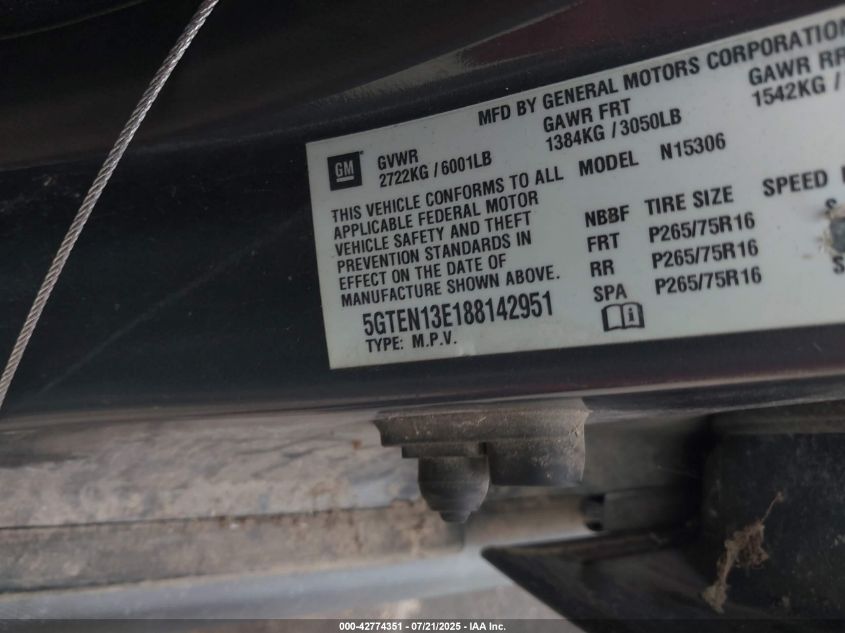 MFD BY GENERAL MOTORS CORPORATION
GM
GVWR
2722KG / 6001LB
GAWR FRT
1384KG / 3050LB
GAWR RR
1542KG /
THIS VEHICLE CONFORMS TO ALL
APPLICABLE FEDERAL MOTOR
VEHICLE SAFETY AND THEFT
PREVENTION STANDARDS IN
EFFECT ON THE DATE OF
MANUFACTURE SHOWN ABOVE.
5GTEN13E188142951
TYPE: M.P.V.
MODEL N15306
NBBF TIRE SIZE SPEED
FRT P265/75R16 S
RR P265/75R16
SPA P265/75R16 S
000-42774351 - 07/21/2025 - IAA Inc.